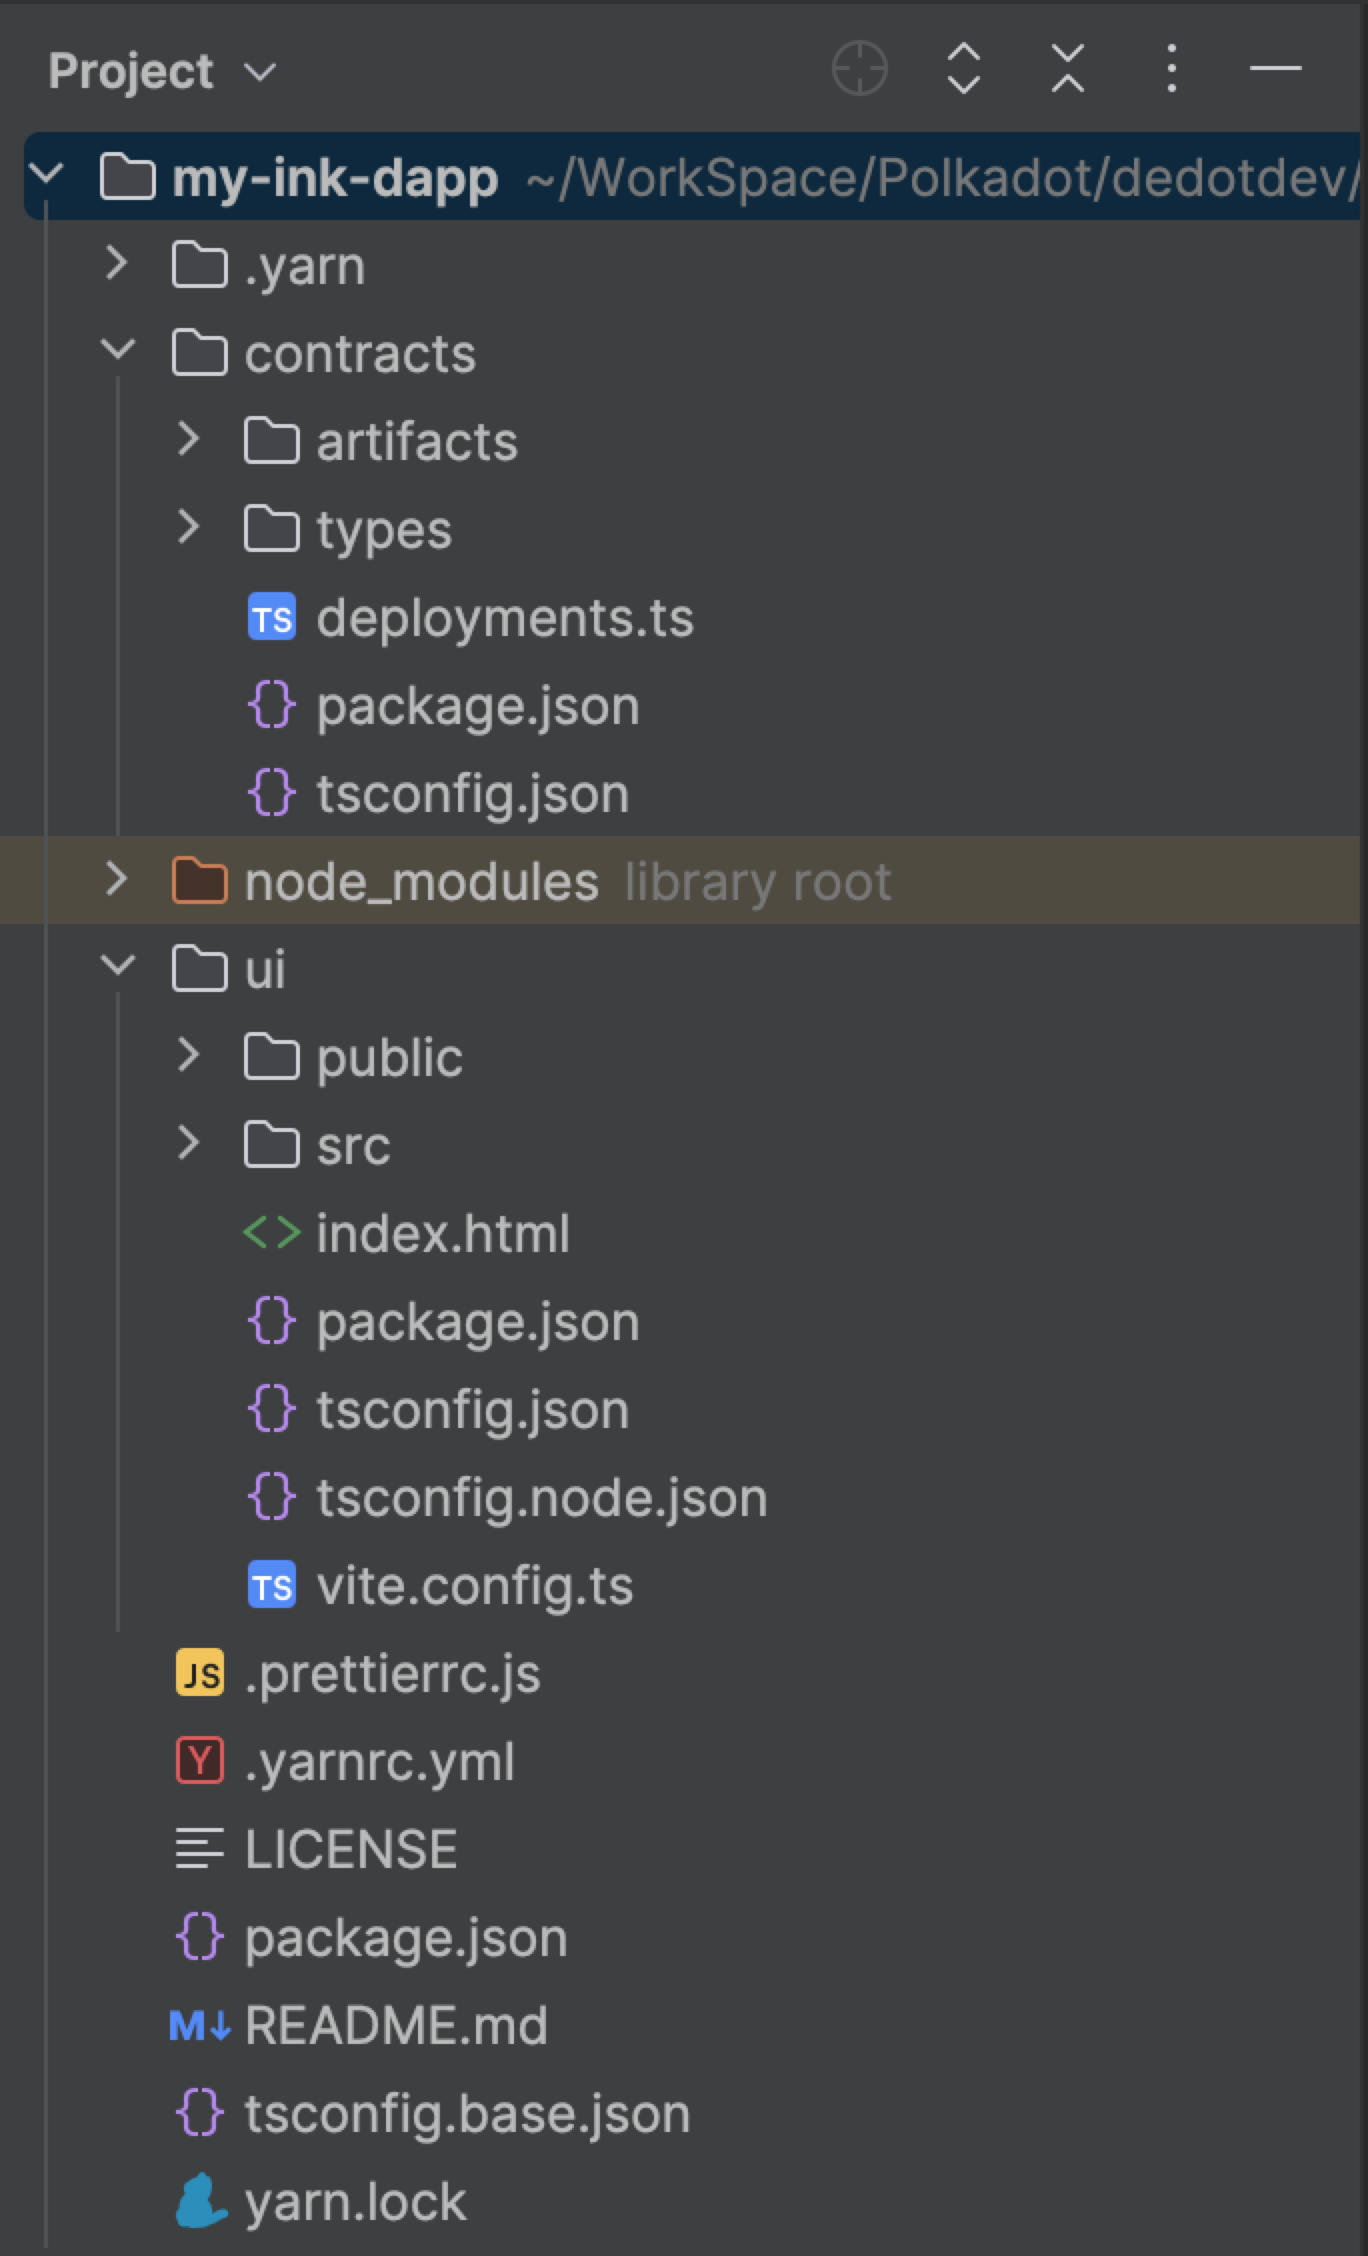 Project
my-ink-dapp ~/WorkSpace/Polkadot/dedotdev/
.yarn
contracts
artifacts
types
TS deployments.ts
{} package.json
{} tsconfig.json
node_modules library root
ui
public
src
<> index.html
{} package.json
{} tsconfig.json
{} tsconfig.node.json
TS vite.config.ts
JS .prettierrc.js
Y .yarnrc.yml
LICENSE
{} package.json
M↓ README.md
{} tsconfig.base.json
yarn.lock